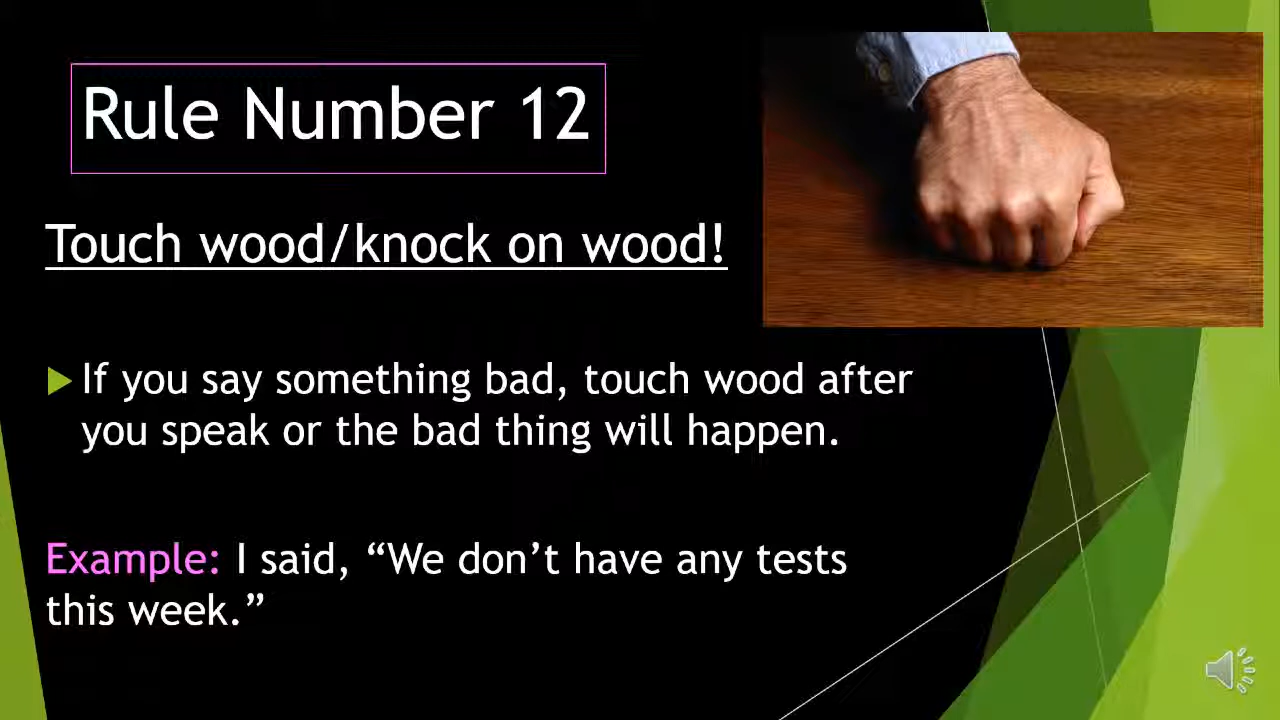 Rule Number 12
Touch wood/knock on wood!
If you say something bad, touch wood after
you speak or the bad thing will happen.
Example: I said, “We don’t have any tests
this week.”